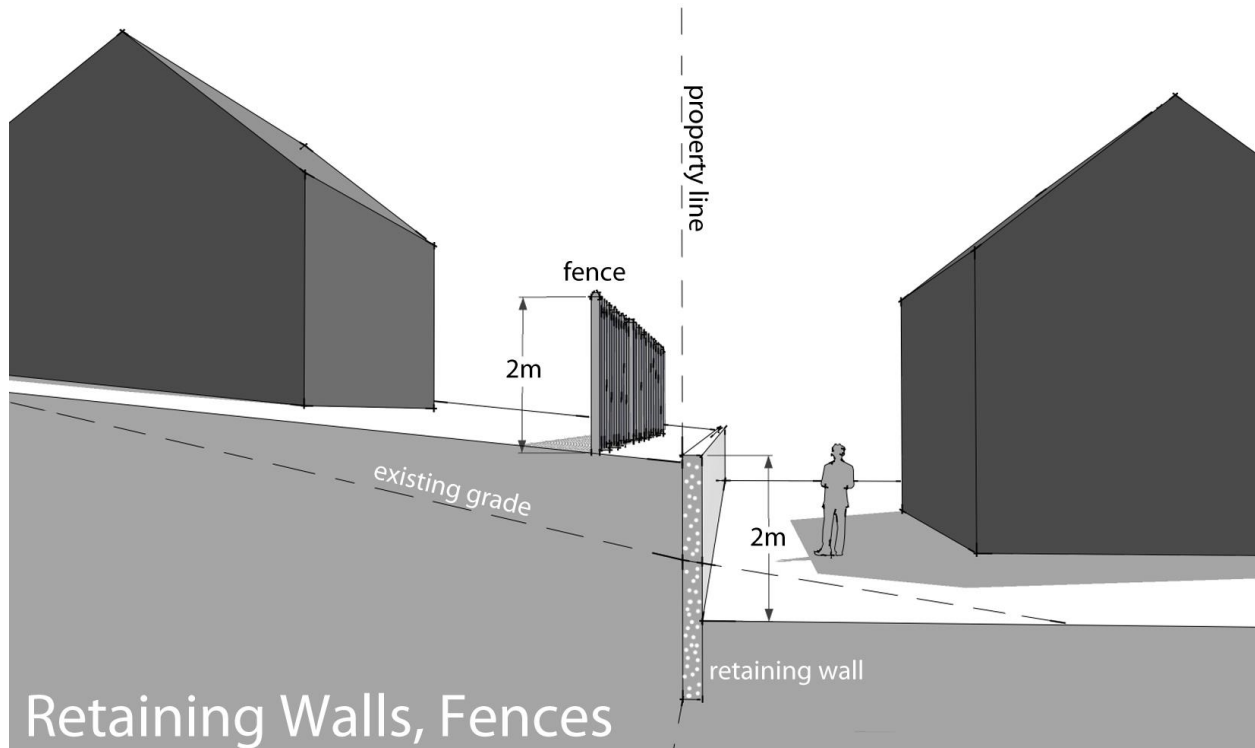 property line
fence
2m
existing grade
2m
retaining wall
Retaining Walls, Fences